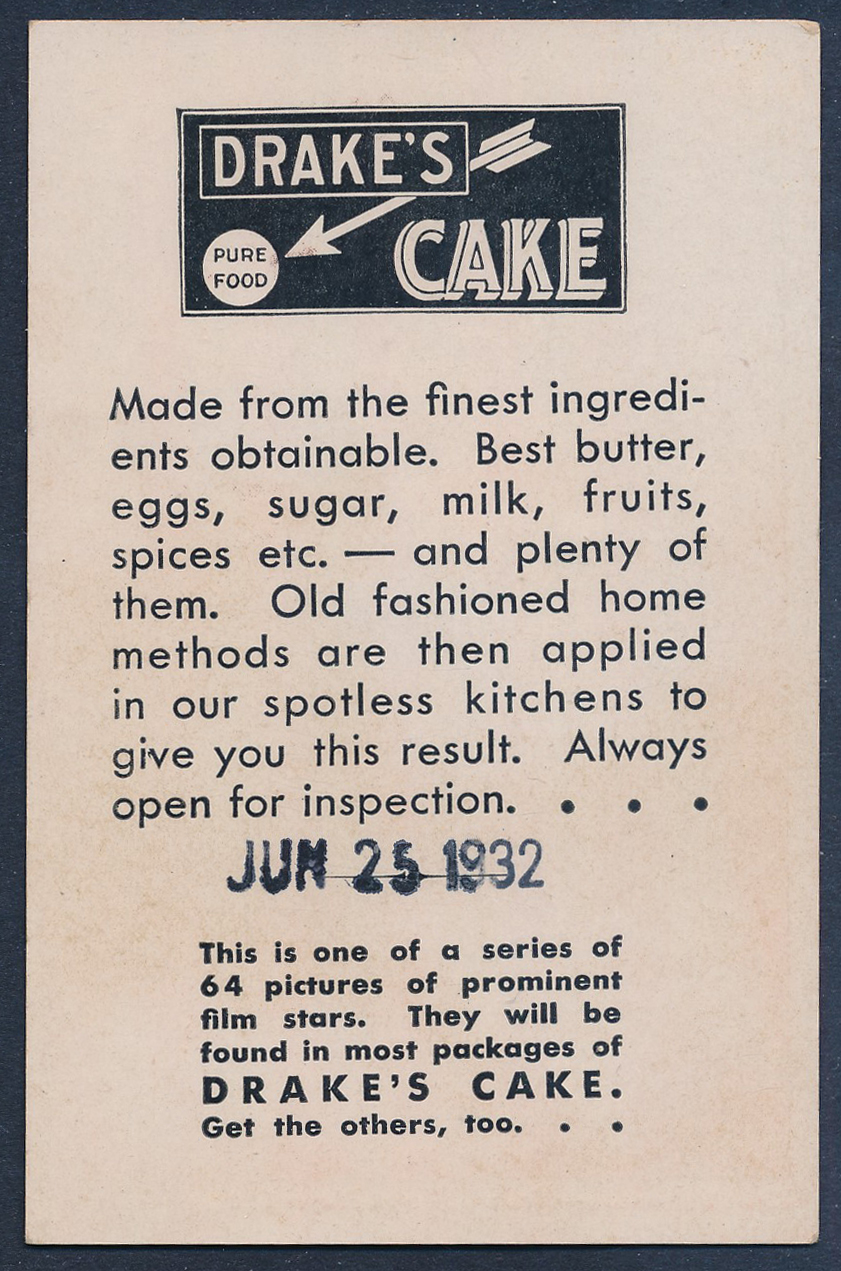 DRAKE'S
PURE
FOOD
CAKE
Made from the finest ingredi-
ents obtainable. Best butter,
eggs, sugar, milk, fruits,
spices etc. — and plenty of
them. Old fashioned home
methods are then applied
in our spotless kitchens to
give you this result. Always
open for inspection. • • •
JUN 25 1932
This is one of a series of
64 pictures of prominent
film stars. They will be
found in most packages of
DRAKE'S CAKE.
Get the others, too. • •